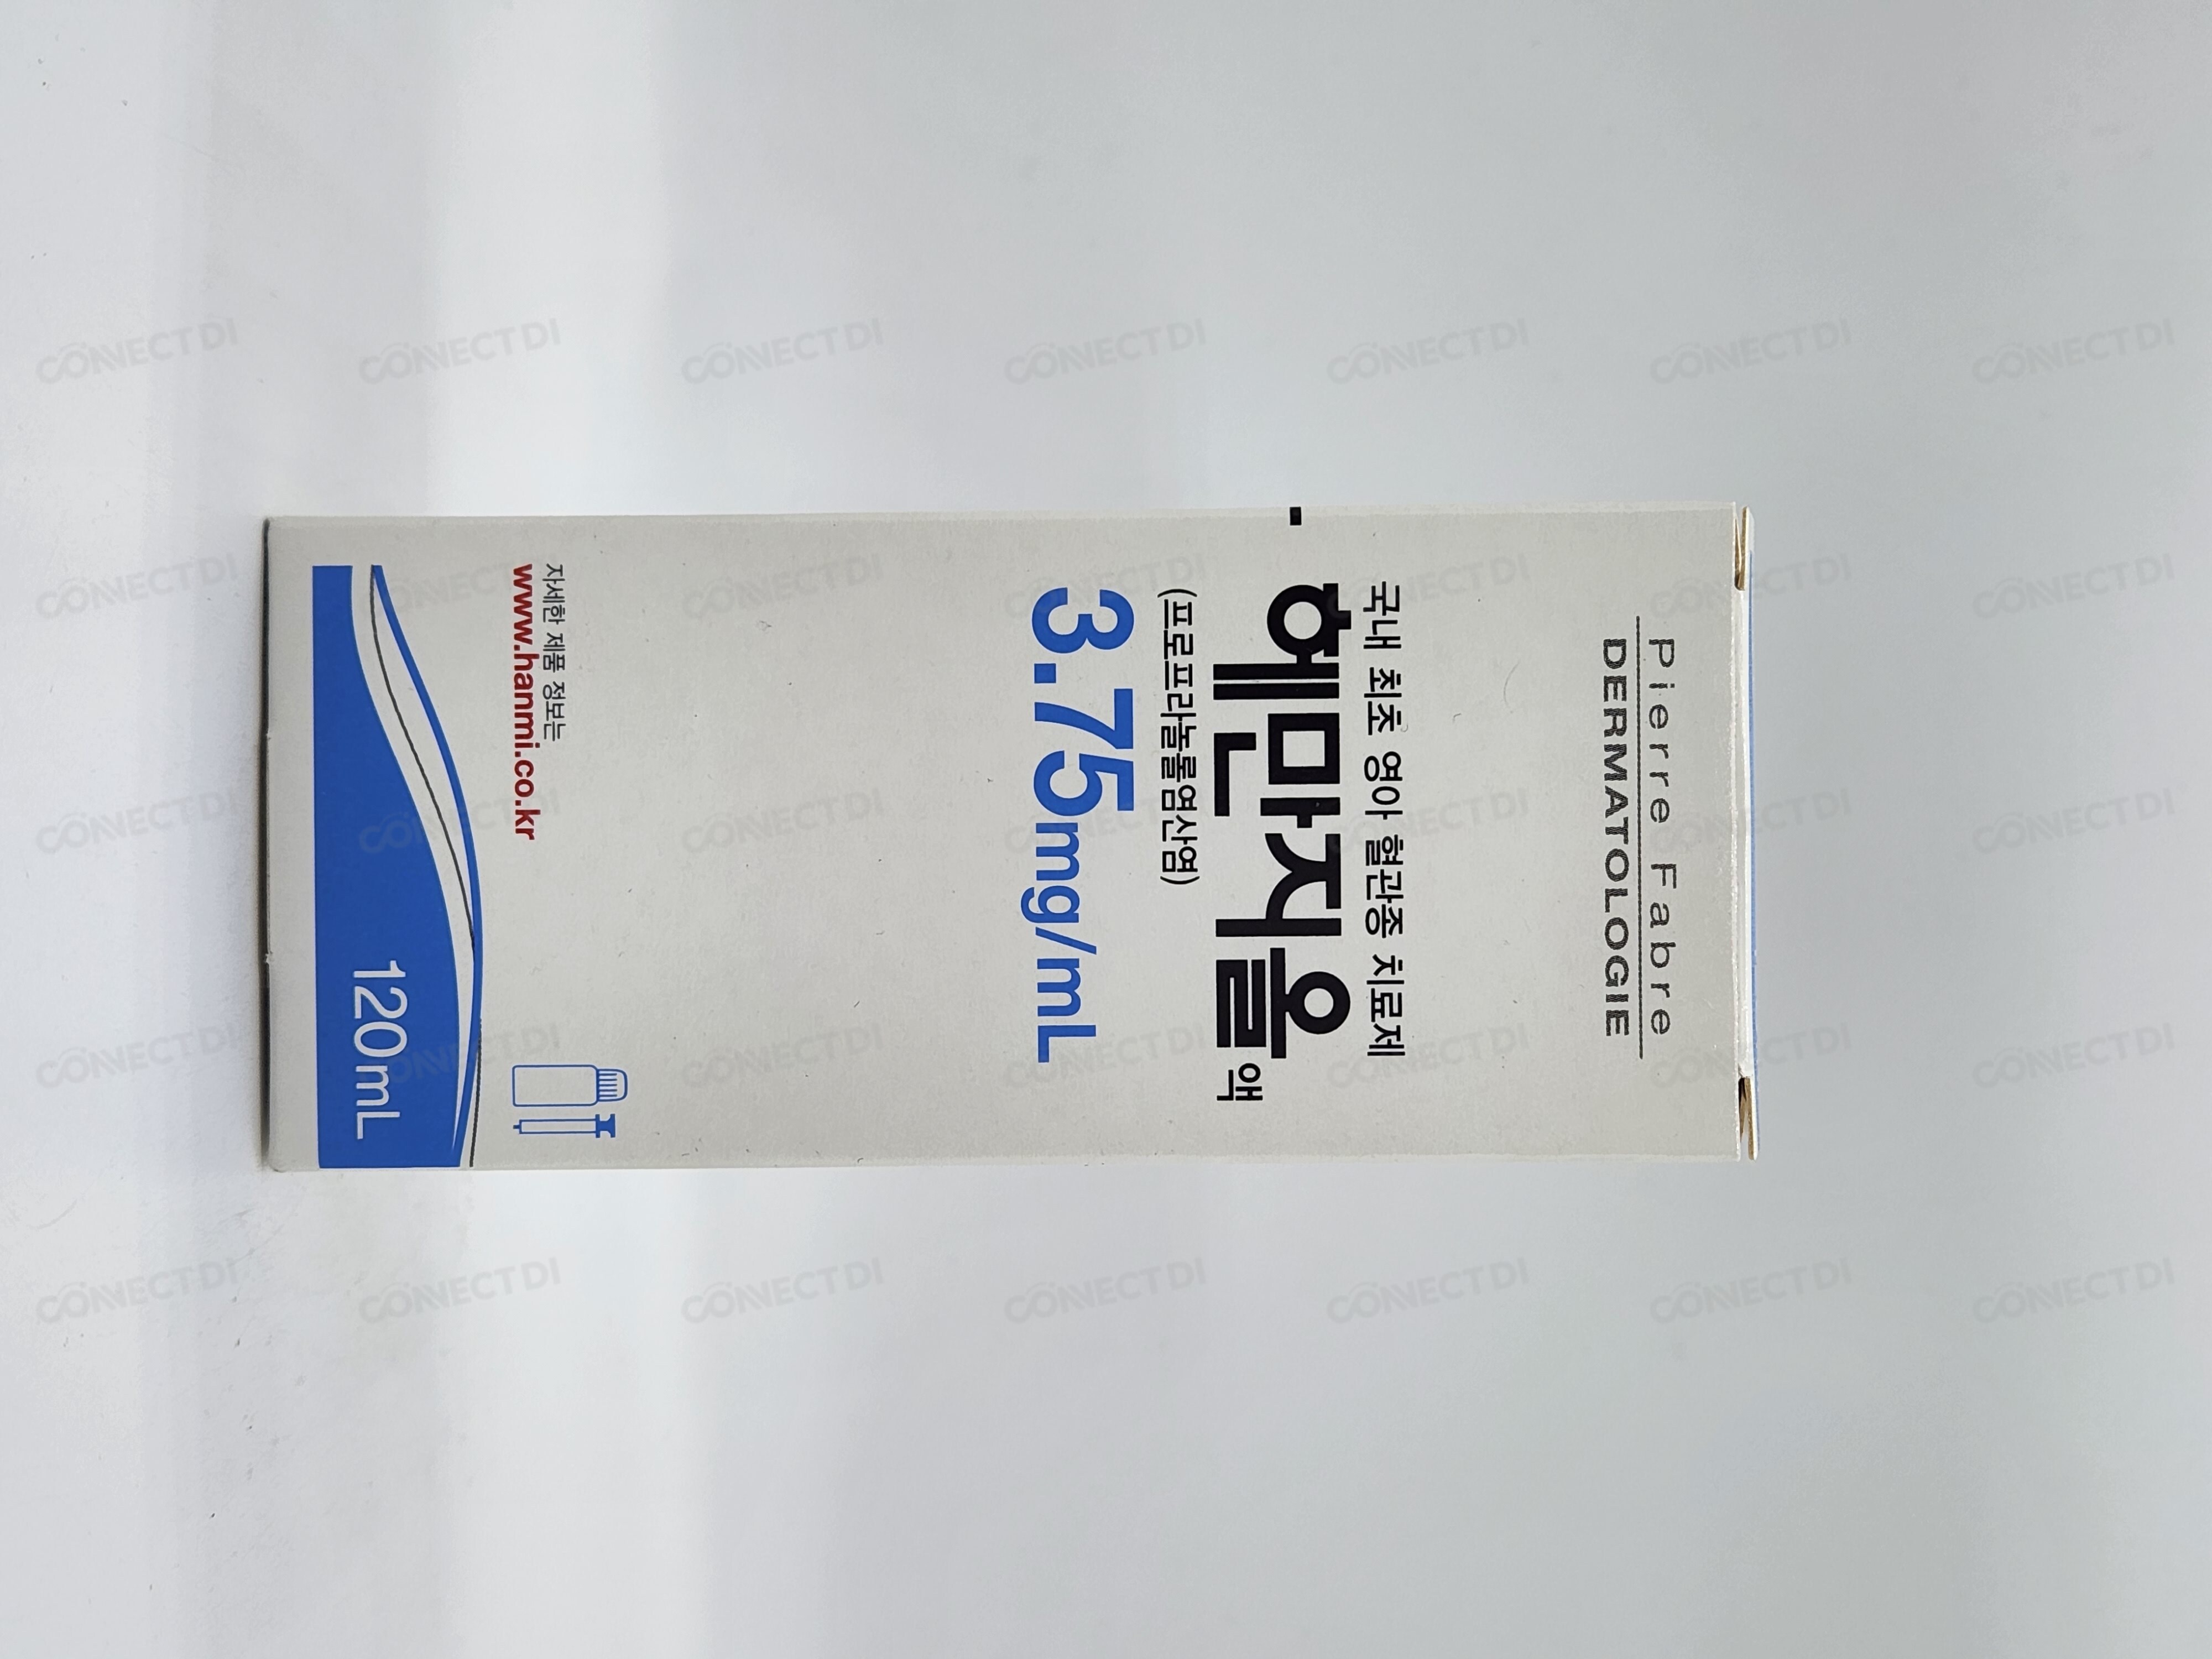 Pierre Fabre
DERMATOLOGIE
국내 최초 영아 혈관종 치료제
헤만지올액
(프로프라놀롤염산염)
3.75mg/mL
자세한 제품 정보는
www.hanmi.co.kr
120mL
CONNECTDI